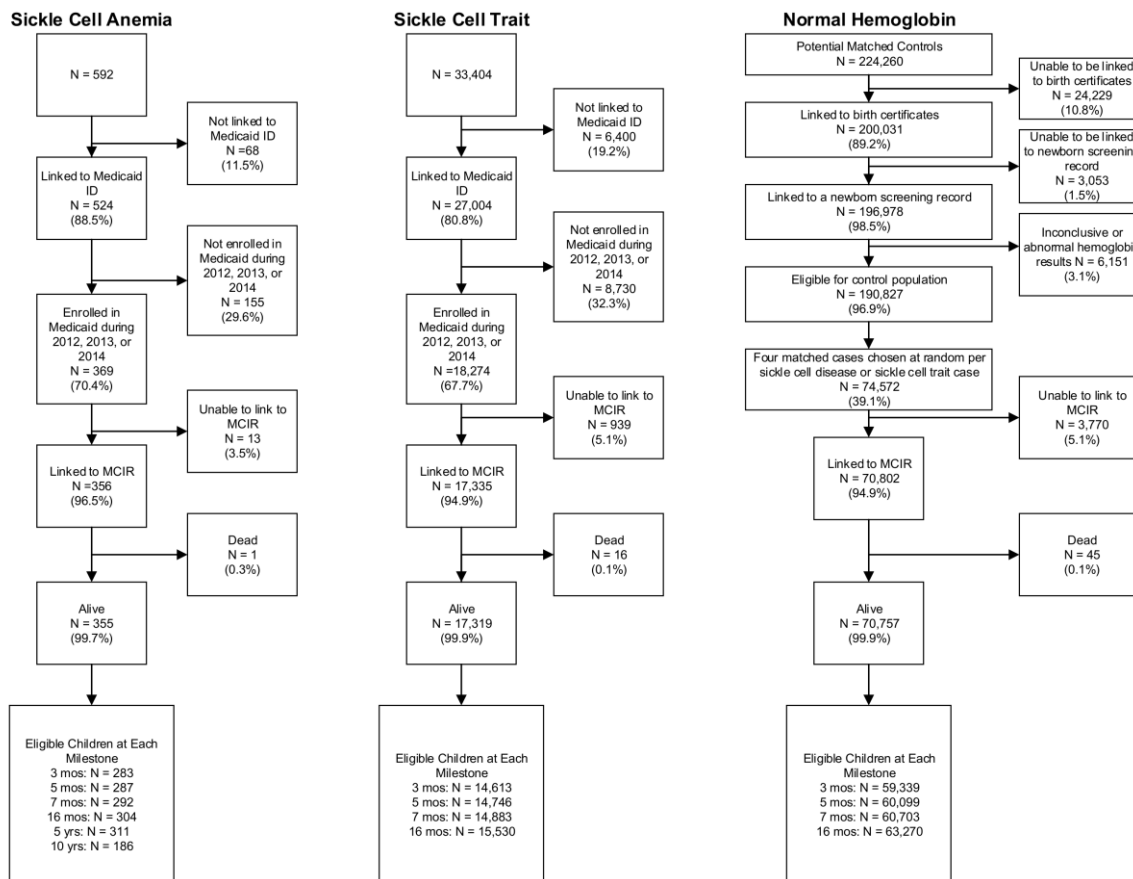 Sickle Cell Anemia
N = 592
Not linked to
Medicaid ID
N =68
(11.5%)
Linked to Medicaid
ID
N = 524
(88.5%)
Not enrolled in
Medicaid during
2012, 2013, or
2014
N = 155
(29.6%)
Enrolled in
Medicaid during
2012, 2013, or
2014
N = 369
(70.4%)
Unable to link to
MCIR
N = 13
(3.5%)
Linked to MCIR
N =356
(96.5%)
Dead
N = 1
(0.3%)
Alive
N = 355
(99.7%)
Eligible Children at Each
Milestone
3 mos: N = 283
5 mos: N = 287
7 mos: N = 292
16 mos: N = 304
5 yrs: N = 311
10 yrs: N = 186
Sickle Cell Trait
N = 33,404
Not linked to
Medicaid ID
N = 6,400
(19.2%)
Linked to Medicaid
ID
N = 27,004
(80.8%)
Not enrolled in
Medicaid during
2012, 2013, or
2014
N = 8,730
(32.3%)
Enrolled in
Medicaid during
2012, 2013, or
2014
N =18,274
(67.7%)
Unable to link to
MCIR
N = 939
(5.1%)
Linked to MCIR
N = 17,335
(94.9%)
Dead
N = 16
(0.1%)
Alive
N = 17,319
(99.9%)
Eligible Children at Each
Milestone
3 mos: N = 14,613
5 mos: N = 14,746
7 mos: N = 14,883
16 mos: N = 15,530
Normal Hemoglobin
Potential Matched Controls
N = 224,260
Unable to be linked
to birth certificates
N = 24,229
(10.8%)
Linked to birth certificates
N = 200,031
(89.2%)
Unable to be linked
to newborn screening
record
N = 3,053
(1.5%)
Linked to a newborn screening record
N = 196,978
(98.5%)
Inconclusive or
abnormal hemoglobin
results N = 6,151
(3.1%)
Eligible for control population
N = 190,827
(96.9%)
Four matched cases chosen at random per
sickle cell disease or sickle cell trait case
N = 74,572
(39.1%)
Unable to link to
MCIR
N = 3,770
(5.1%)
Linked to MCIR
N = 70,802
(94.9%)
Dead
N = 45
(0.1%)
Alive
N = 70,757
(99.9%)
Eligible Children at Each
Milestone
3 mos: N = 59,339
5 mos: N = 60,099
7 mos: N = 60,703
16 mos: N = 63,270